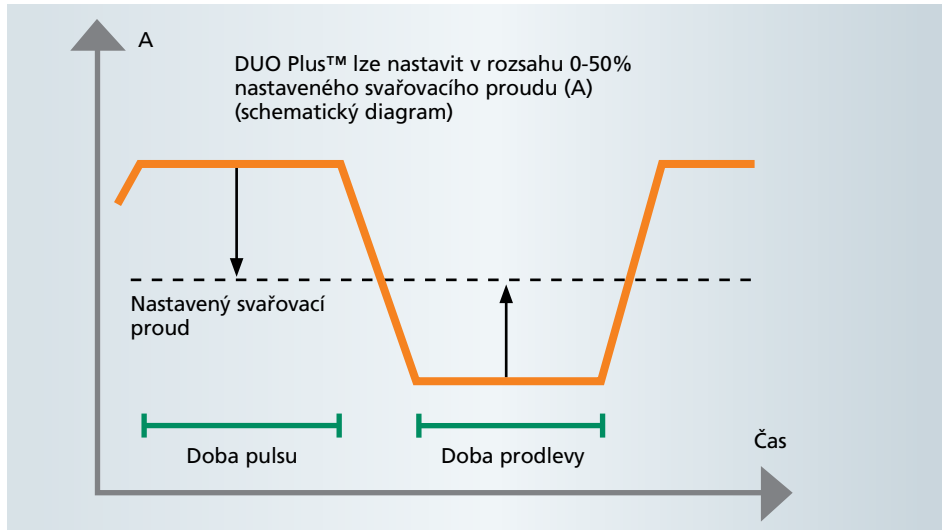 A
DUO Plus™ lze nastavit v rozsahu 0-50%
nastaveného svařovacího proudu (A)
(schematický diagram)
Nastavený svařovací
proud
Čas
Doba pulsu
Doba prodlevy